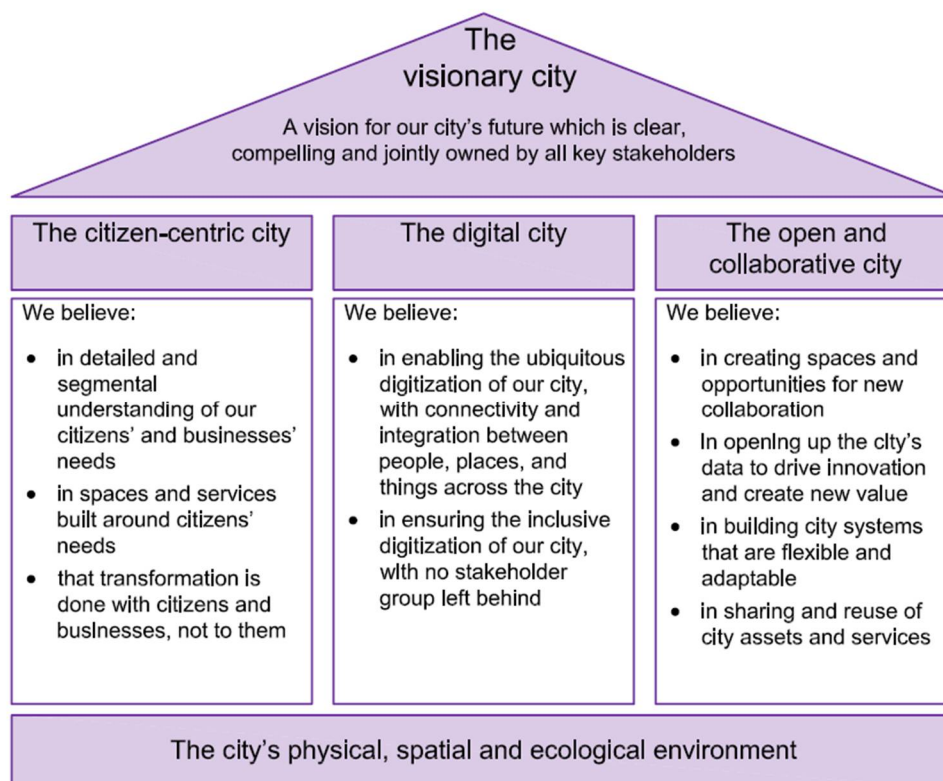 The
visionary city
A vision for our city's future which is clear,
compelling and jointly owned by all key stakeholders
The citizen-centric city
We believe:
• in detailed and
segmental
understanding of our
citizens' and businesses'
needs
• in spaces and services
built around citizens'
needs
• that transformation is
done with citizens and
businesses, not to them
The digital city
We believe:
• in enabling the ubiquitous
digitization of our city,
with connectivity and
integration between
people, places, and
things across the city
• in ensuring the inclusive
digitization of our city,
with no stakeholder
group left behind
The open and
collaborative city
We believe:
• in creating spaces and
opportunities for new
collaboration
• In opening up the city's
data to drive innovation
and create new value
• in building city systems
that are flexible and
adaptable
• in sharing and reuse of
city assets and services
The city's physical, spatial and ecological environment